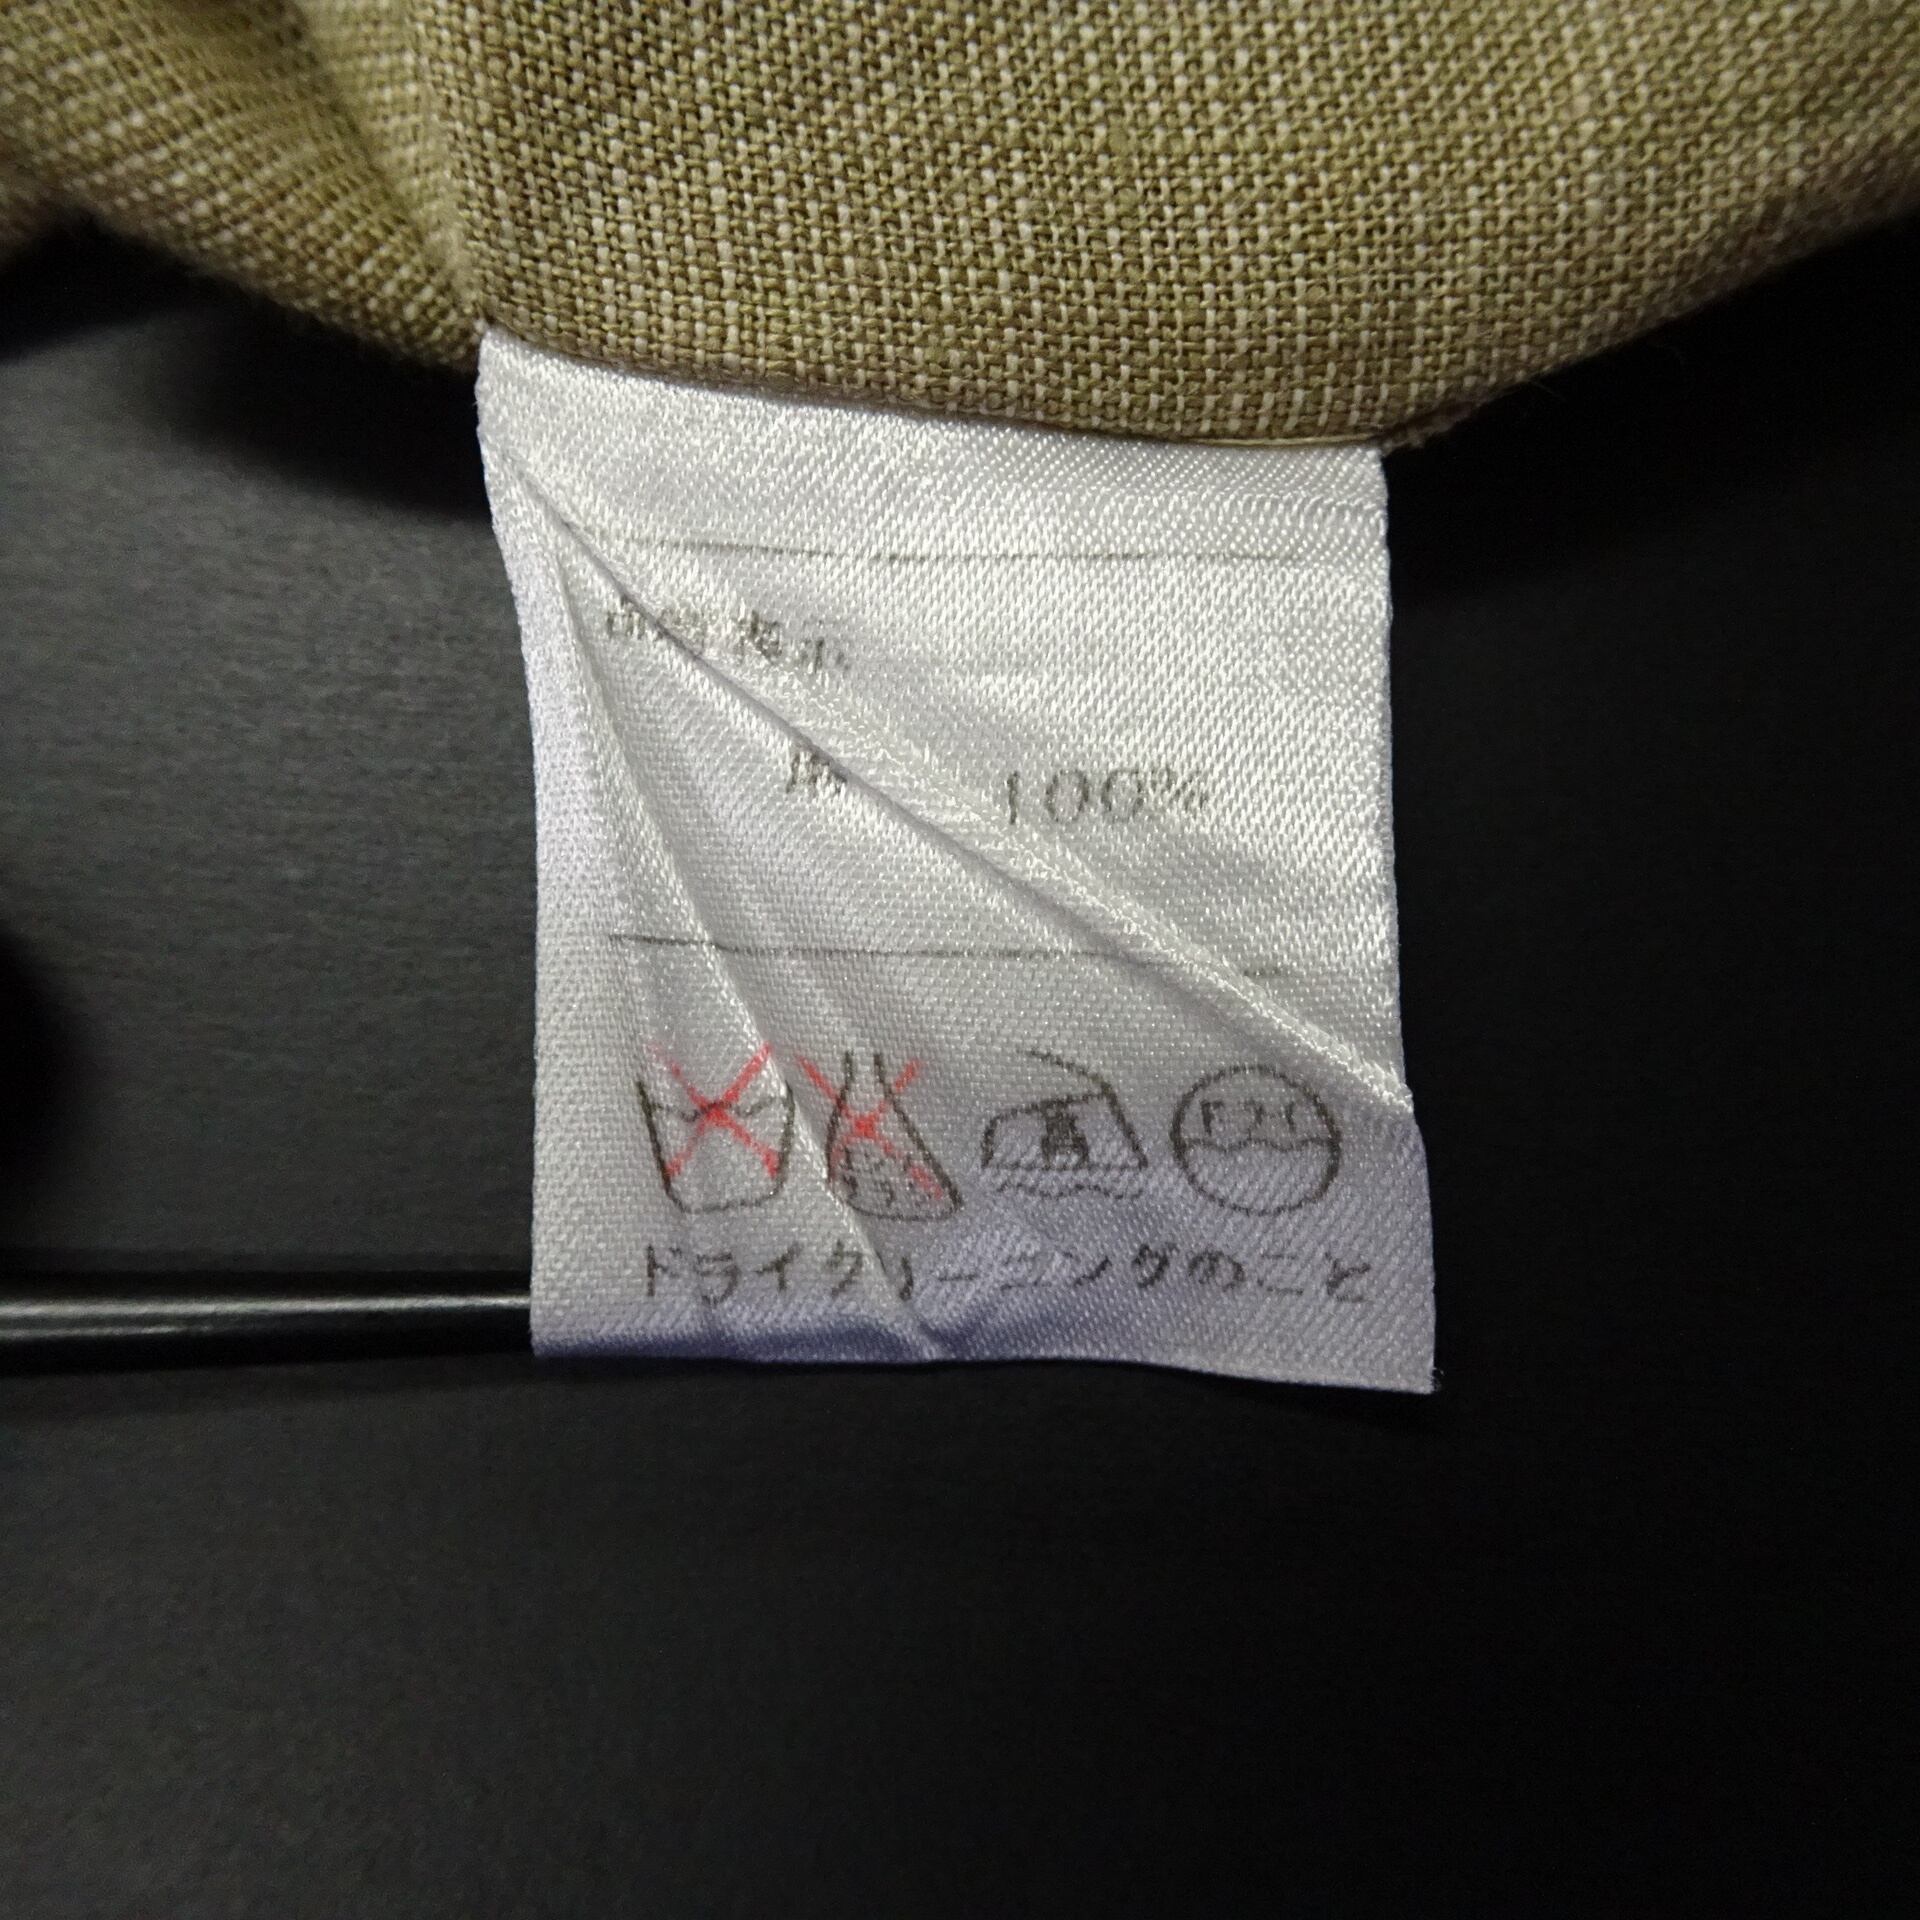 品質表示
麻 100%
高
ドライ
ドライクリーニングのこと